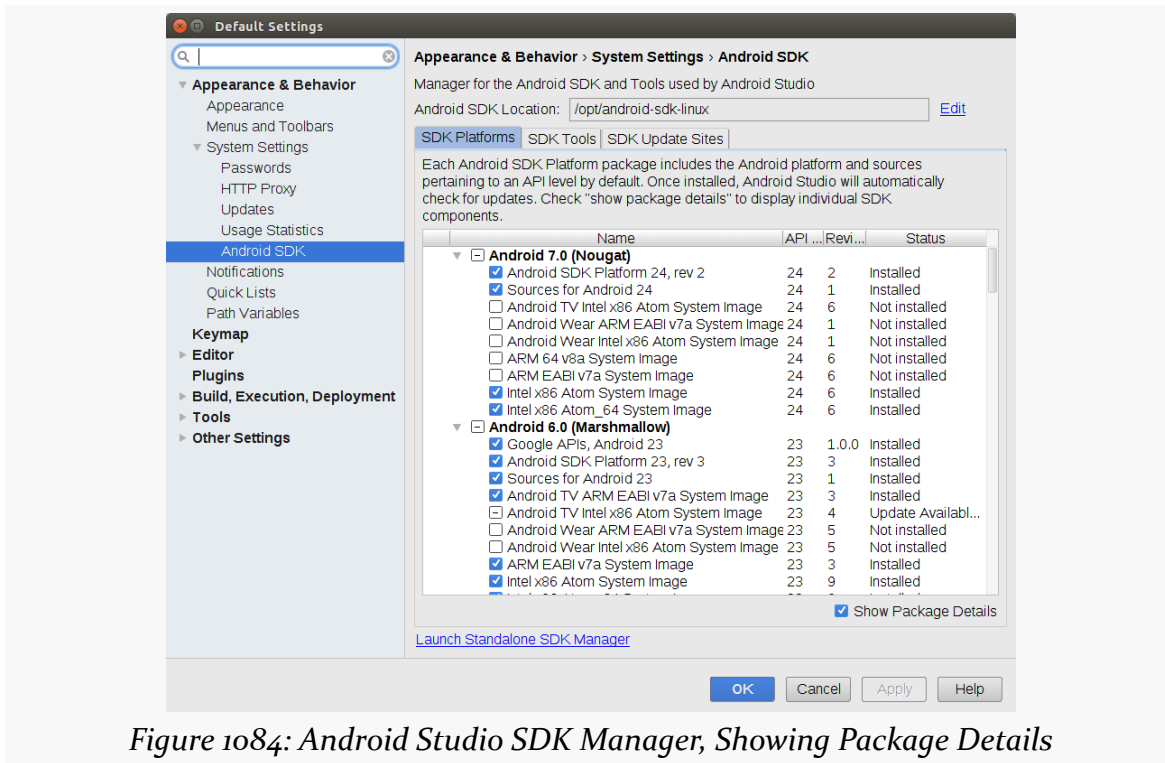 Default Settings
Appearance & Behavior
Appearance
Menus and Toolbars
System Settings
Passwords
HTTP Proxy
Updates
Usage Statistics
Android SDK
Notifications
Quick Lists
Path Variables
Keymap
Editor
Plugins
Build, Execution, Deployment
Tools
Other Settings
Appearance & Behavior › System Settings › Android SDK
Manager for the Android SDK and Tools used by Android Studio
Android SDK Location: /opt/android-sdk-linux Edit
SDK Platforms SDK Tools SDK Update Sites
Each Android SDK Platform package includes the Android platform and sources
pertaining to an API level by default. Once installed, Android Studio will automatically
check for updates. Check "show package details" to display individual SDK
components.
Name API ... Revi... Status
Android 7.0 (Nougat)
Android SDK Platform 24, rev 2 24 2 Installed
Sources for Android 24 24 1 Installed
Android TV Intel x86 Atom System Image 24 6 Not installed
Android Wear ARM EABI v7a System Image 24 1 Not installed
Android Wear Intel x86 Atom System Image 24 1 Not installed
ARM 64 v8a System Image 24 6 Not installed
ARM EABI v7a System Image 24 6 Not installed
Intel x86 Atom System Image 24 6 Installed
Intel x86 Atom_64 System Image 24 6 Installed
Android 6.0 (Marshmallow)
Google APIs, Android 23 23 1.0.0 Installed
Android SDK Platform 23, rev 3 23 3 Installed
Sources for Android 23 23 1 Installed
Android TV ARM EABI v7a System Image 23 3 Installed
Android TV Intel x86 Atom System Image 23 4 Update Availabl...
Android Wear ARM EABI v7a System Image 23 5 Not installed
Android Wear Intel x86 Atom System Image 23 5 Not installed
ARM EABI v7a System Image 23 3 Installed
Intel x86 Atom System Image 23 9 Installed
Show Package Details
Launch Standalone SDK Manager
OK Cancel Apply Help
Figure 1084: Android Studio SDK Manager, Showing Package Details